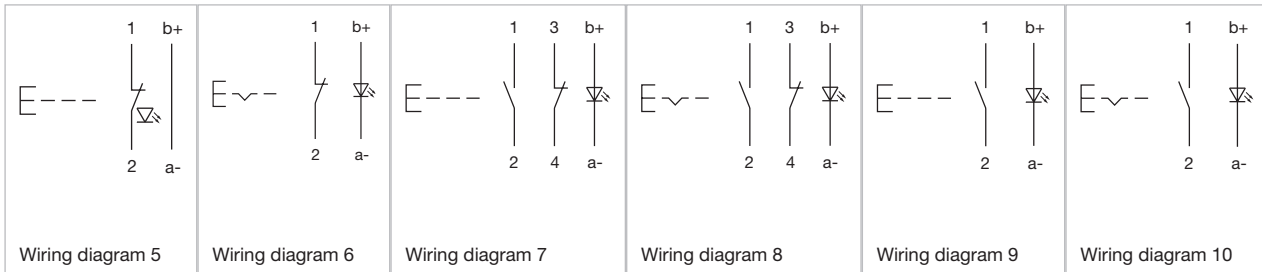 1 b+
2 a-
Wiring diagram 5
1 b+
2 a-
Wiring diagram 6
1 3 b+
2 4 a-
Wiring diagram 7
1 3 b+
2 4 a-
Wiring diagram 8
1 b+
2 a-
Wiring diagram 9
1 b+
2 a-
Wiring diagram 10